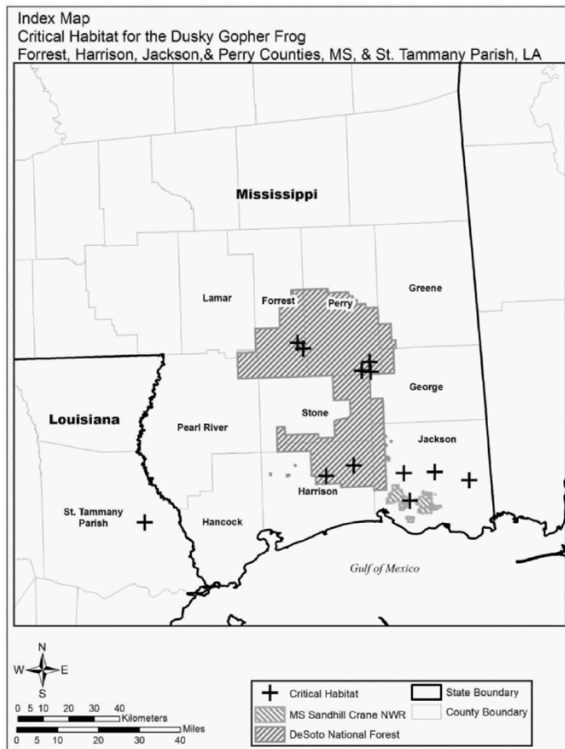 Index Map
Critical Habitat for the Dusky Gopher Frog
Forrest, Harrison, Jackson,& Perry Counties, MS, & St. Tammany Parish, LA
Mississippi
Lamar
Forrest
Perry
Greene
Louisiana
Pearl River
Stone
George
Jackson
St. Tammany
Parish
Hancock
Harrison
Gulf of Mexico
N
W
E
S
0 5 10 20 30 40
Kilometers
Miles
0 5 10 20 30 40
Critical Habitat
MS Sandhill Crane NWR
DeSoto National Forest
State Boundary
County Boundary